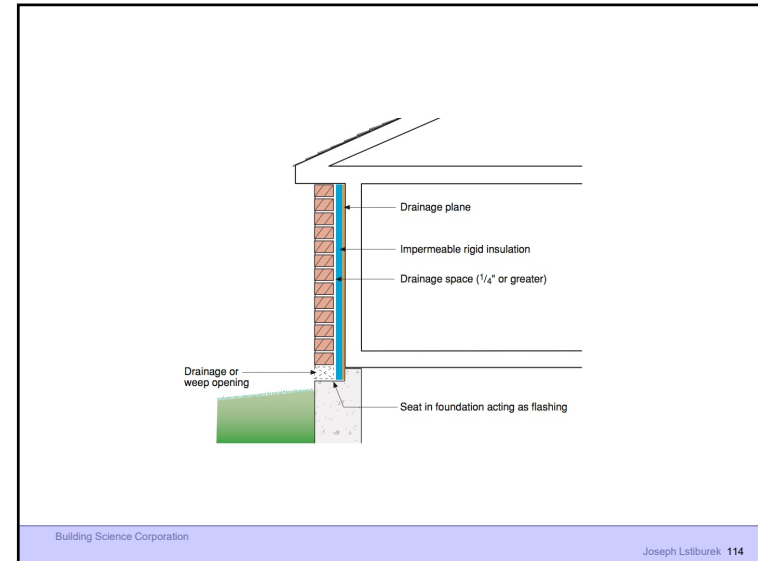 Drainage plane
Impermeable rigid insulation
Drainage space (1/4" or greater)
Drainage or
weep opening
Seat in foundation acting as flashing
Building Science Corporation
Joseph Lstiburek 114